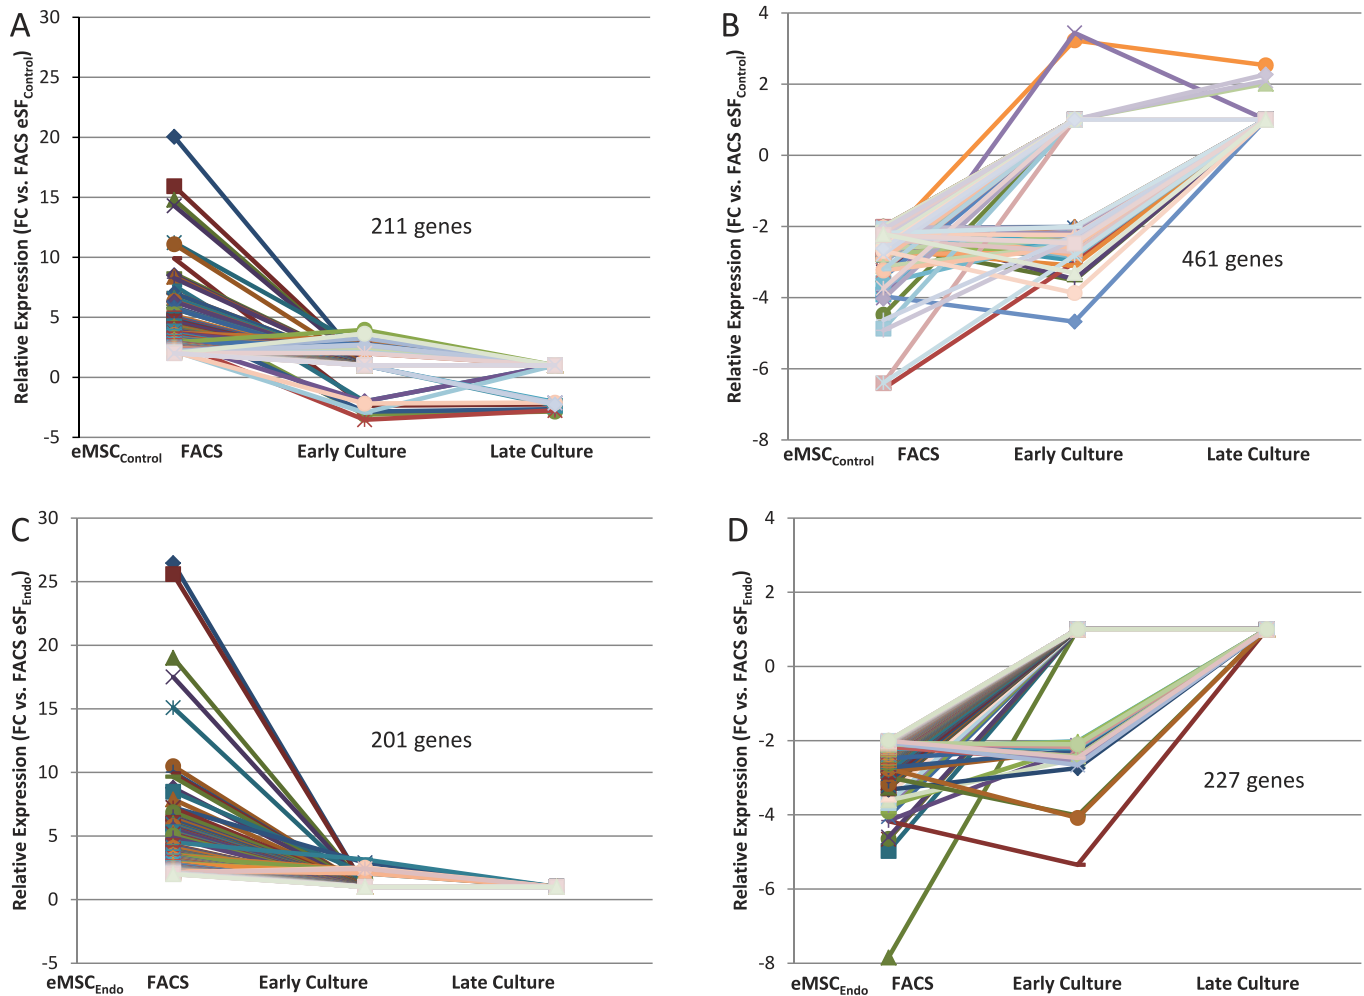 A
Relative Expression (FC vs. FACS eSFControl)
30
25
20
15
10
5
0
-5
211 genes
eMSCControl FACS Early Culture Late Culture
B
Relative Expression (FC vs. FACS eSFControl)
4
2
0
-2
-4
-6
-8
461 genes
eMSCControl FACS Early Culture Late Culture
C
Relative Expression (FC vs. FACS eSFEndo)
30
25
20
15
10
5
0
-5
201 genes
eMSCEndo FACS Early Culture Late Culture
D
Relative Expression (FC vs. FACS eSFEndo)
4
2
0
-2
-4
-6
-8
227 genes
eMSCEndo FACS Early Culture Late Culture